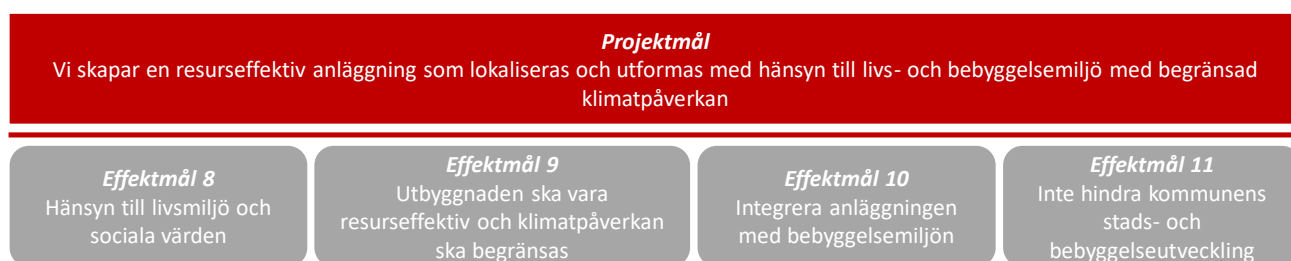 Projektmål
Vi skapar en resurseffektiv anläggning som lokaliseras och utformas med hänsyn till livs- och bebyggelsemiljö med begränsad
klimatpåverkan
Effektmål 8
Hänsyn till livsmiljö och
sociala värden
Effektmål 9
Utbyggnaden ska vara
resurseffektiv och klimatpåverkan
ska begränsas
Effektmål 10
Integrera anläggningen
med bebyggelsemiljön
Effektmål 11
Inte hindra kommunens
stads- och
bebyggelseutveckling